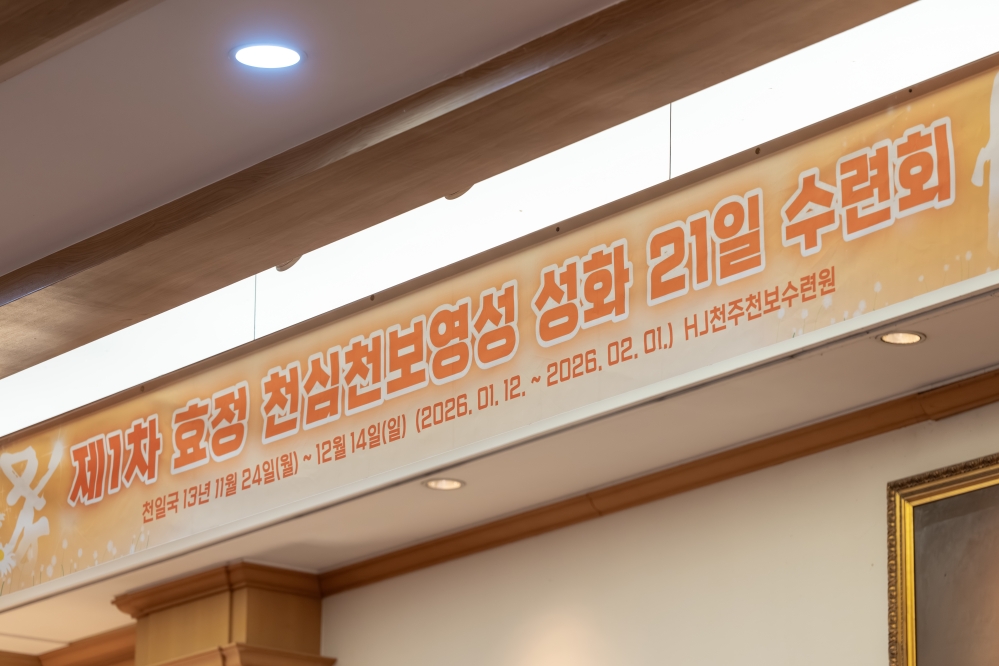 제1차 효정 천심천보영성 성화 21일 수련회
천일국 13년 11월 24일(월) ~ 12월 14일(일) (2026. 01. 12. ~ 2026. 02. 01.) HJ천주천보수련원